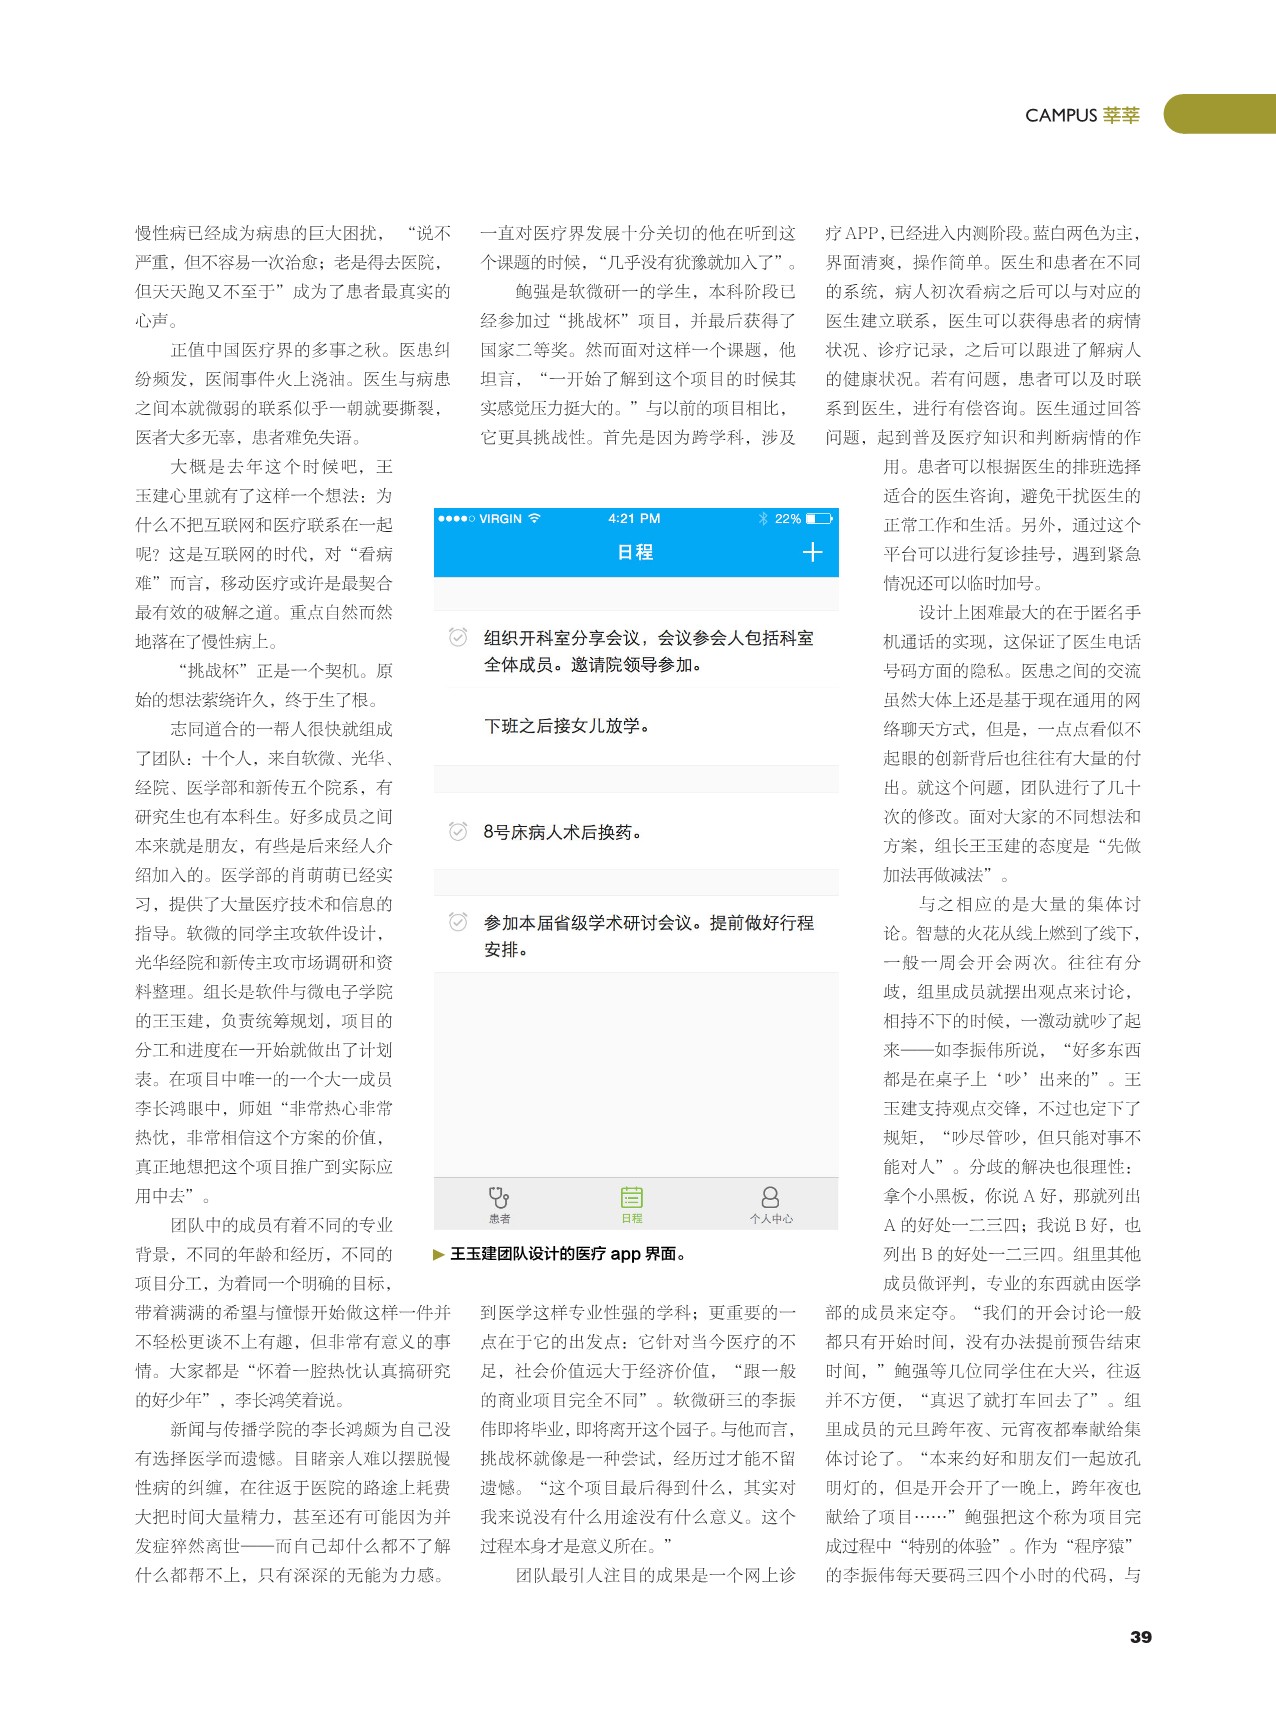 CAMPUS 莘莘
慢性病已经成为病患的巨大困扰，“说不
严重，但不容易一次治愈；老是得去医院，
但天天跑又不至于”成为了患者最真实的
心声。
正值中国医疗界的多事之秋。医患纠
纷频发，医闹事件火上浇油。医生与病患
之间本就微弱的联系似乎一朝就要撕裂，
医者大多无辜，患者难免失语。
大概是去年这个时候吧，王
玉建心里就有了这样一个想法：为
什么不把互联网和医疗联系在一起
呢？这是互联网的时代，对“看病
难”而言，移动医疗或许是最契合
最有效的破解之道。重点自然而然
地落在了慢性病上。
“挑战杯”正是一个契机。原
始的想法萦绕许久，终于生了根。
志同道合的一帮人很快就组成
了团队：十个人，来自软微、光华、
经院、医学部和新传五个院系，有
研究生也有本科生。好多成员之间
本来就是朋友，有些是后来经人介
绍加入的。医学部的肖萌萌已经实
习，提供了大量医疗技术和信息的
指导。软微的同学主攻软件设计，
光华经院和新传主攻市场调研和资
料整理。组长是软件与微电子学院
的王玉建，负责统筹规划，项目的
分工和进度在一开始就做出了计划
表。在项目中唯一的一个大一成员
李长鸿眼中，师姐“非常热心非常
热忱，非常相信这个方案的价值，
真正地想把这个项目推广到实际应
用中去”。
团队中的成员有着不同的专业
背景，不同的年龄和经历，不同的
项目分工，为着同一个明确的目标，
带着满满的希望与憧憬开始做这样一件并
不轻松更谈不上有趣，但非常有意义的事
情。大家都是“怀着一腔热忱认真搞研究
的好少年”，李长鸿笑着说。
新闻与传播学院的李长鸿颇为自己没
有选择医学而遗憾。目睹亲人难以摆脱慢
性病的纠缠，在往返于医院的路途上耗费
大把时间大量精力，甚至还有可能因为并
发症猝然离世——而自己却什么都不了解
什么都帮不上，只有深深的无能为力感。
一直对医疗界发展十分关切的他在听到这
个课题的时候，“几乎没有犹豫就加入了”。
鲍强是软微研一的学生，本科阶段已
经参加过“挑战杯”项目，并最后获得了
国家二等奖。然而面对这样一个课题，他
坦言，“一开始了解到这个项目的时候其
实感觉压力挺大的。”与以前的项目相比，
它更具挑战性。首先是因为跨学科，涉及
VIRGIN 4:21 PM 22%
日程 +
组织开科室分享会议，会议参会人包括科室
全体成员。邀请院领导参加。
下班之后接女儿放学。
8号床病人术后换药。
参加本届省级学术研讨会议。提前做好行程
安排。
患者 日程 个人中心
▶ 王玉建团队设计的医疗 app 界面。
到医学这样专业性强的学科；更重要的一
点在于它的出发点：它针对当今医疗的不
足，社会价值远大于经济价值，“跟一般
的商业项目完全不同”。软微研三的李振
伟即将毕业，即将离开这个园子。与他而言，
挑战杯就像是一种尝试，经历过才能不留
遗憾。“这个项目最后得到什么，其实对
我来说没有什么用途没有什么意义。这个
过程本身才是意义所在。”
团队最引人注目的成果是一个网上诊
疗 APP，已经进入内测阶段。蓝白两色为主，
界面清爽，操作简单。医生和患者在不同
的系统，病人初次看病之后可以与对应的
医生建立联系，医生可以获得患者的病情
状况、诊疗记录，之后可以跟进了解病人
的健康状况。若有问题，患者可以及时联
系到医生，进行有偿咨询。医生通过回答
问题，起到普及医疗知识和判断病情的作
用。患者可以根据医生的排班选择
适合的医生咨询，避免干扰医生的
正常工作和生活。另外，通过这个
平台可以进行复诊挂号，遇到紧急
情况还可以临时加号。
设计上困难最大的在于匿名手
机通话的实现，这保证了医生电话
号码方面的隐私。医患之间的交流
虽然大体上还是基于现在通用的网
络聊天方式，但是，一点点看似不
起眼的创新背后也往往有大量的付
出。就这个问题，团队进行了几十
次的修改。面对大家的不同想法和
方案，组长王玉建的态度是“先做
加法再做减法”。
与之相应的是大量的集体讨
论。智慧的火花从线上燃到了线下，
一般一周会开会两次。往往有分
歧，组里成员就摆出观点来讨论，
相持不下的时候，一激动就吵了起
来——如李振伟所说，“好多东西
都是在桌子上‘吵’出来的”。王
玉建支持观点交锋，不过也定下了
规矩，“吵尽管吵，但只能对事不
能对人”。分歧的解决也很理性：
拿个小黑板，你说 A 好，那就列出
A 的好处一二三四；我说 B 好，也
列出 B 的好处一二三四。组里其他
成员做评判，专业的东西就由医学
部的成员来定夺。“我们的开会讨论一般
都只有开始时间，没有办法提前预告结束
时间，”鲍强等几位同学住在大兴，往返
并不方便，“真迟了就打车回去了”。组
里成员的元旦跨年夜、元宵夜都奉献给集
体讨论了。“本来约好和朋友们一起放孔
明灯的，但是开会开了一晚上，跨年夜也
献给了项目……”鲍强把这个称为项目完
成过程中“特别的体验”。作为“程序猿”
的李振伟每天要码三四个小时的代码，与
39